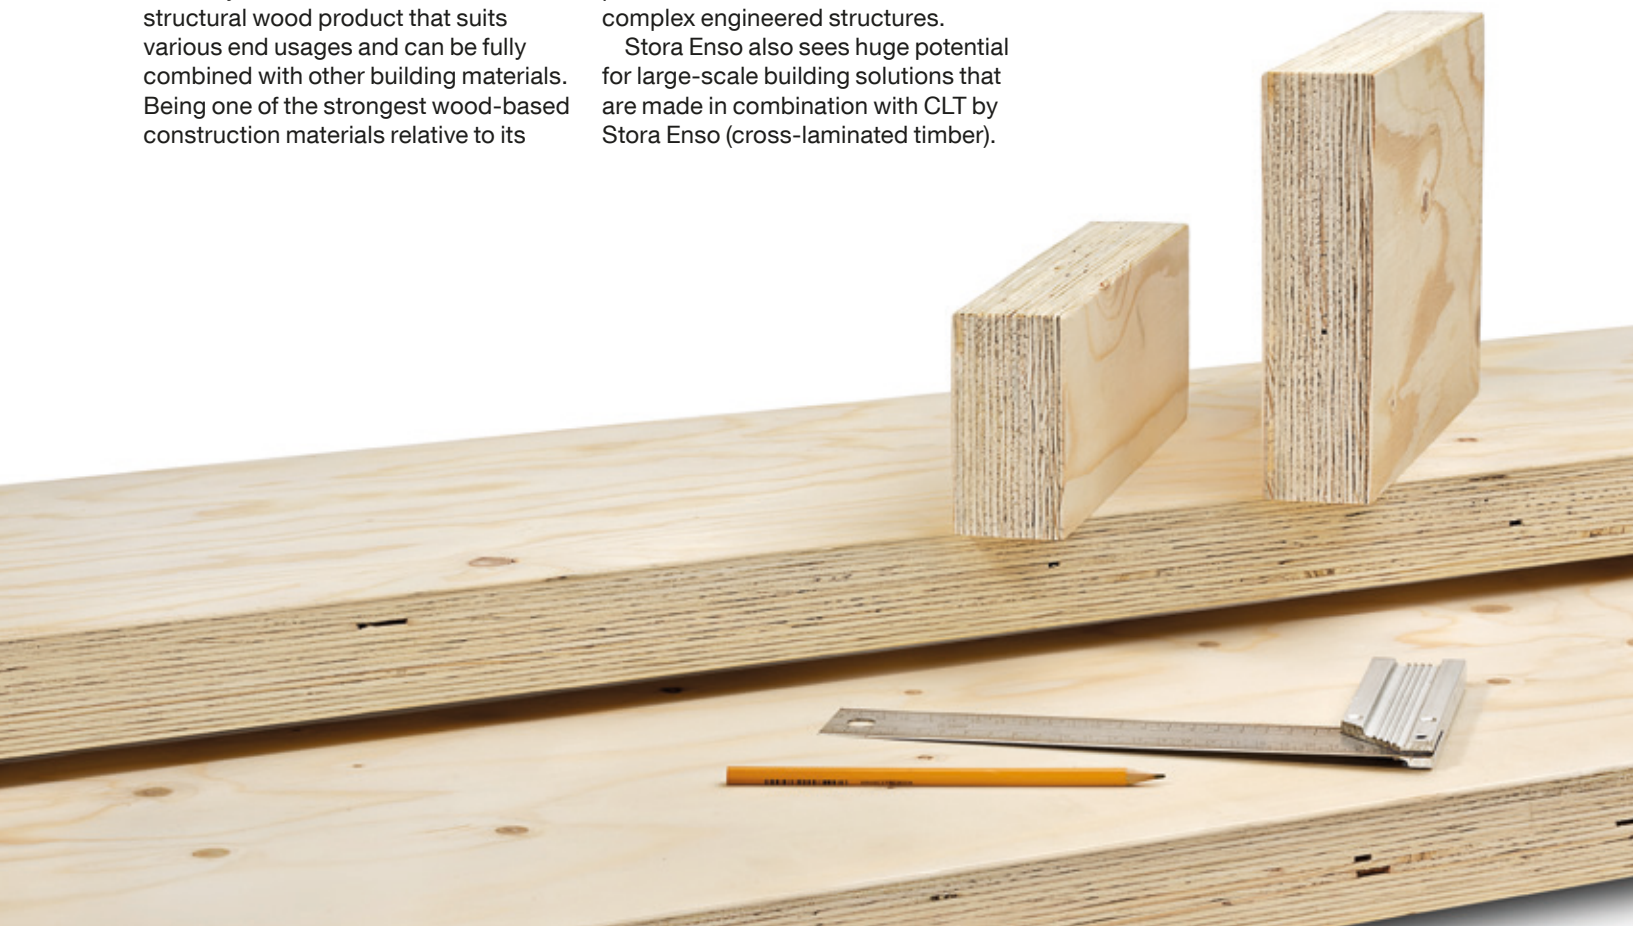 structural wood product that suits
various end usages and can be fully
combined with other building materials.
Being one of the strongest wood-based
construction materials relative to its
complex engineered structures.
Stora Enso also sees huge potential
for large-scale building solutions that
are made in combination with CLT by
Stora Enso (cross-laminated timber).